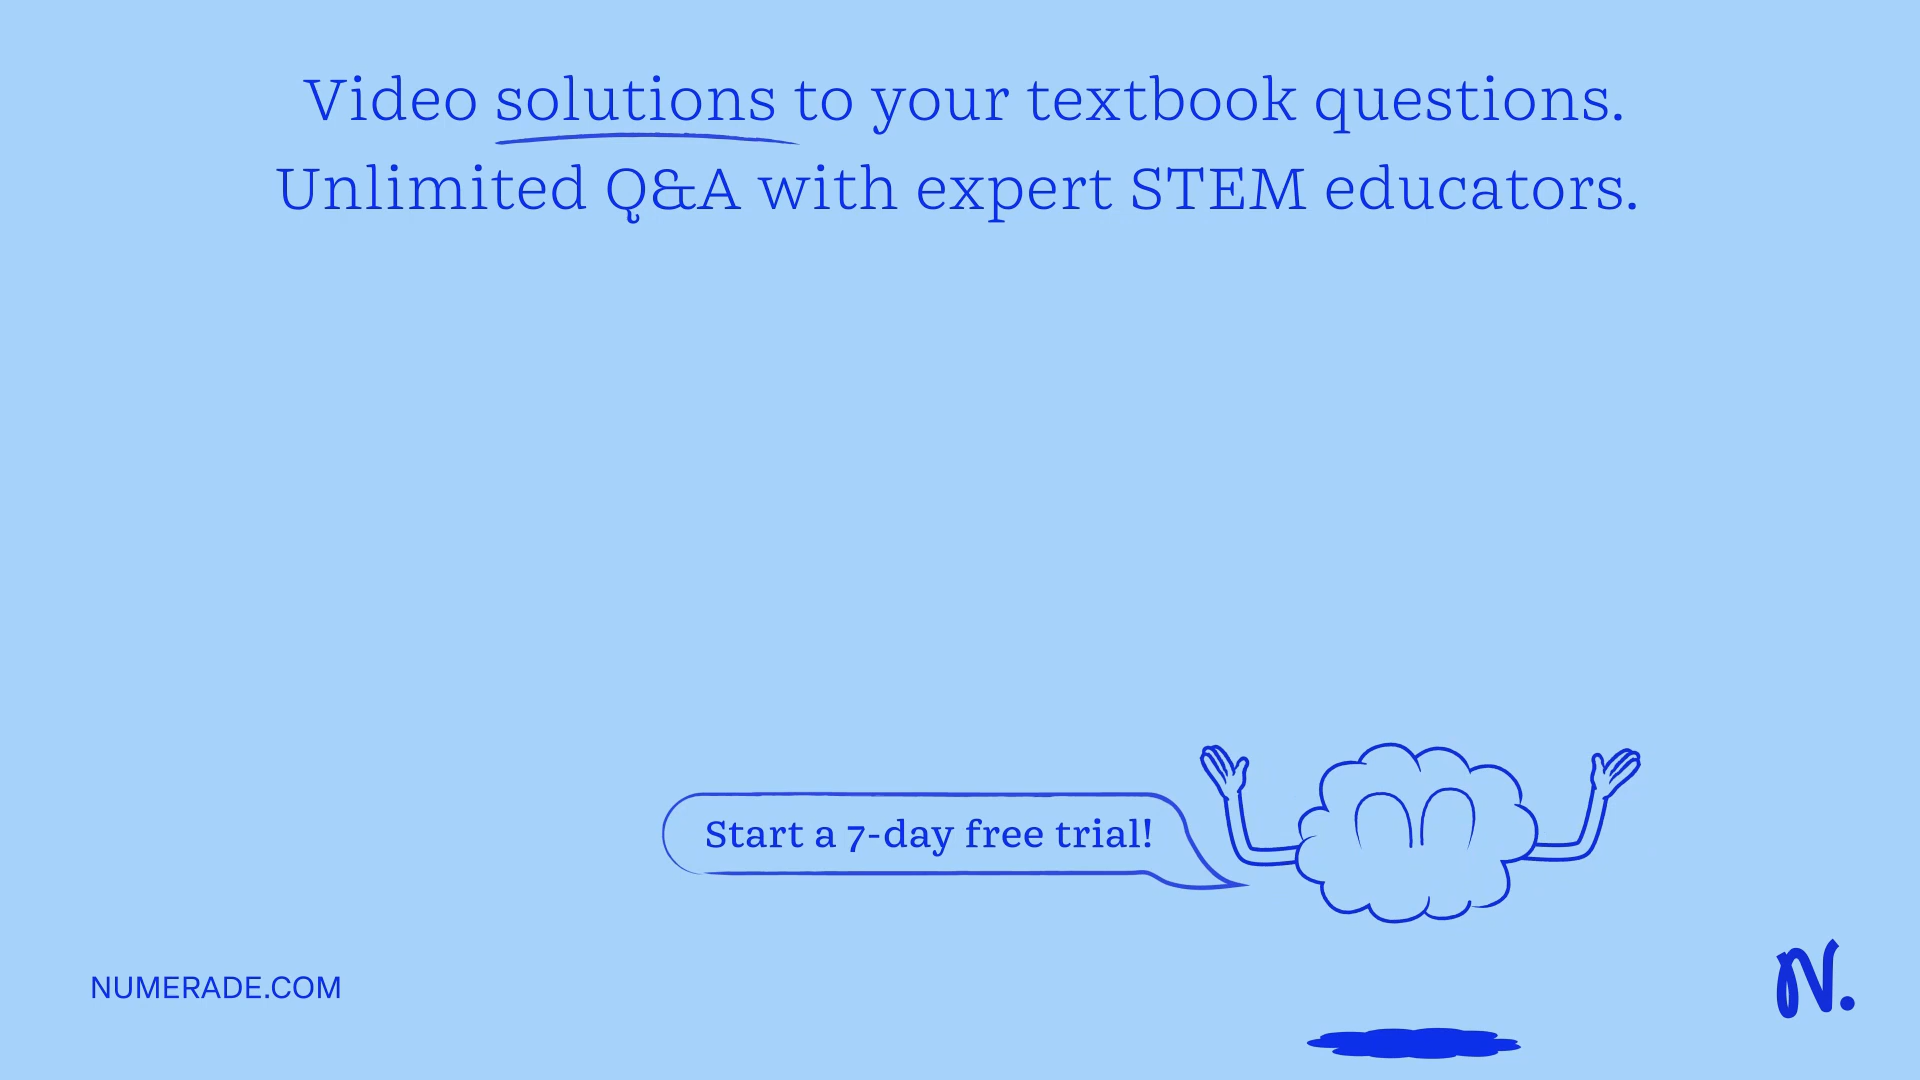 Video solutions to your textbook questions.
Unlimited Q&A with expert STEM educators.
Start a 7-day free trial!
NUMERADE.COM
N.